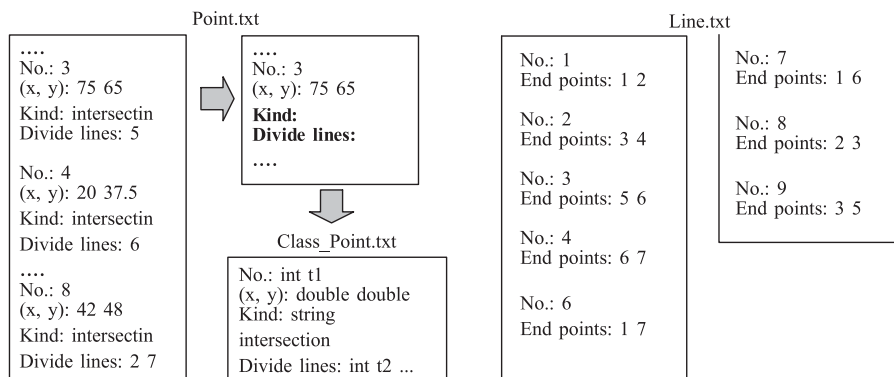 Point.txt
....
No.: 3
(x, y): 75 65
Kind: intersectin
Divide lines: 5
No.: 4
(x, y): 20 37.5
Kind: intersectin
Divide lines: 6
....
No.: 8
(x, y): 42 48
Kind: intersectin
Divide lines: 2 7
....
No.: 3
(x, y): 75 65
Kind:
Divide lines:
....
Class_Point.txt
No.: int t1
(x, y): double double
Kind: string
intersection
Divide lines: int t2 ...
Line.txt
No.: 1
End points: 1 2
No.: 2
End points: 3 4
No.: 3
End points: 5 6
No.: 4
End points: 6 7
No.: 6
End points: 1 7
No.: 7
End points: 1 6
No.: 8
End points: 2 3
No.: 9
End points: 3 5